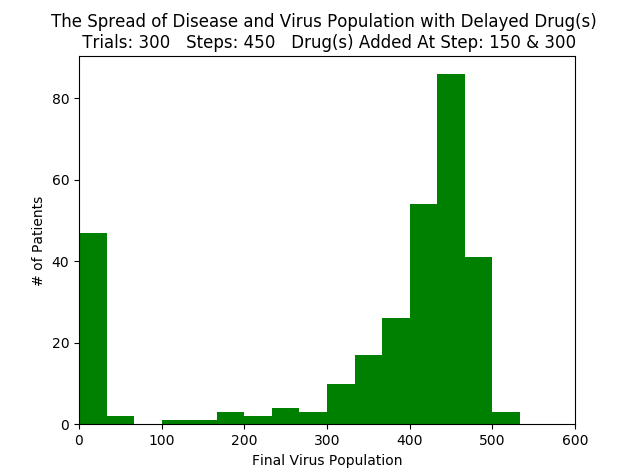 The Spread of Disease and Virus Population with Delayed Drug(s)
Trials: 300   Steps: 450   Drug(s) Added At Step: 150 & 300
80
60
40
20
0
# of Patients
0 100 200 300 400 500 600
Final Virus Population